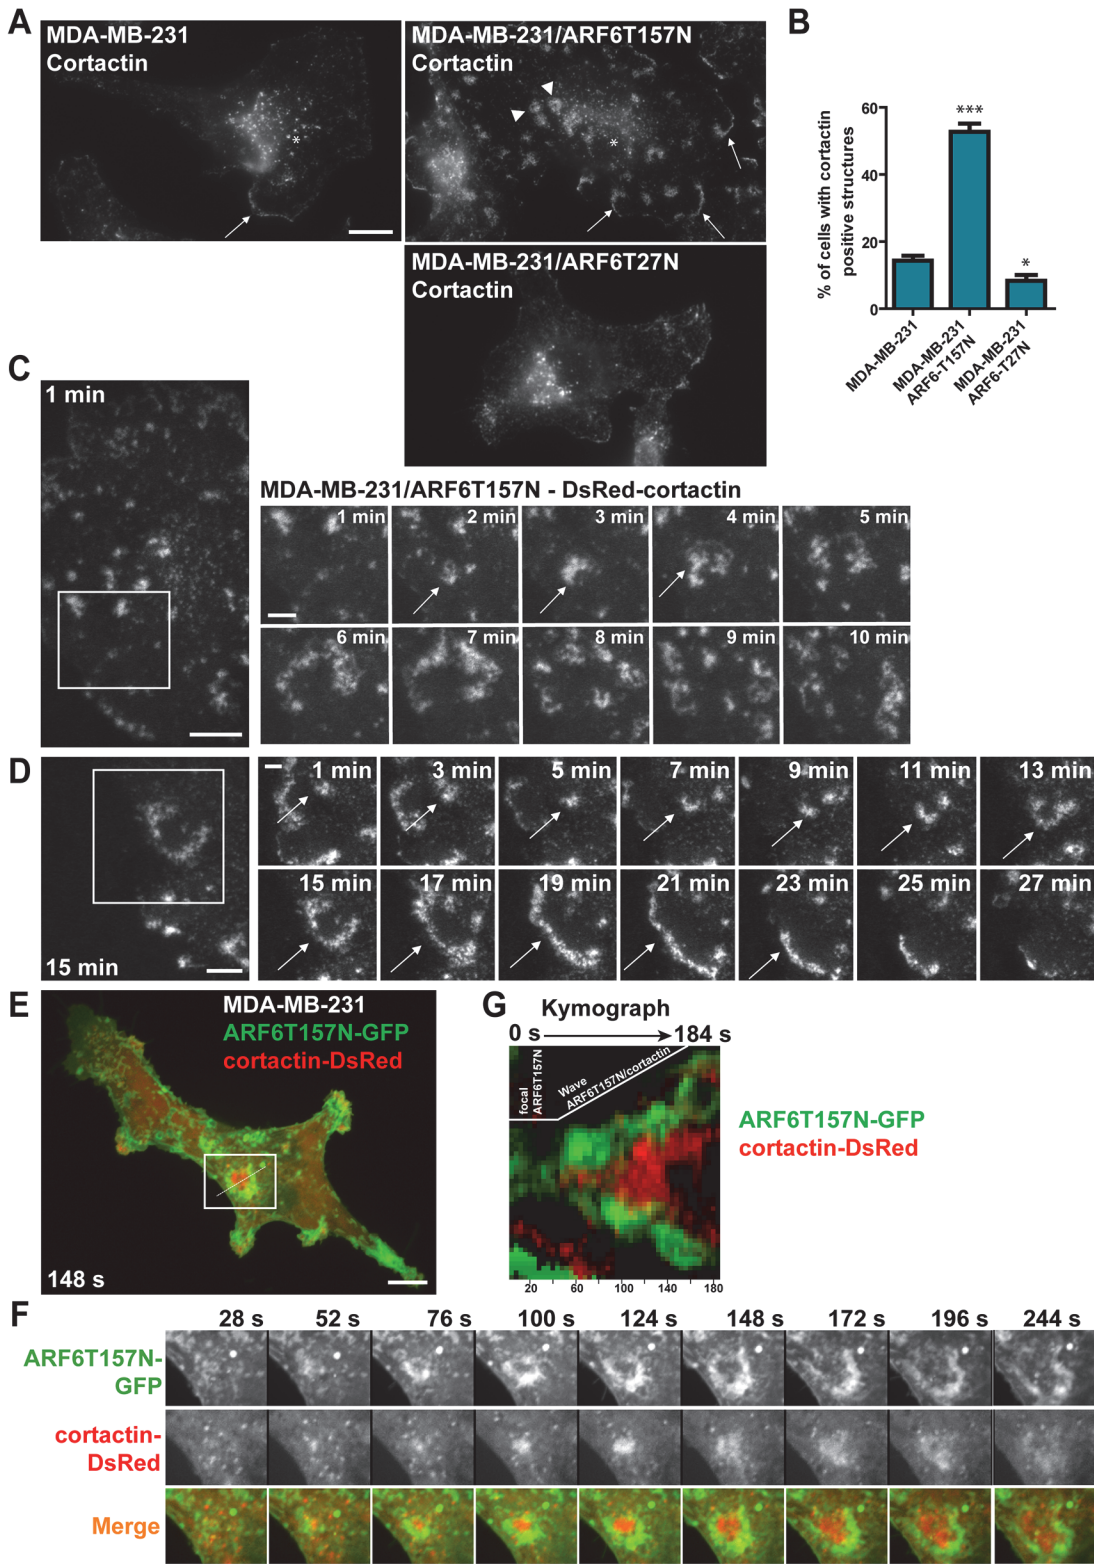 A
MDA-MB-231
Cortactin
*
MDA-MB-231/ARF6T157N
Cortactin
*
MDA-MB-231/ARF6T27N
Cortactin
B
% of cells with cortactin
positive structures
60
40
20
0
***
*
MDA-MB-231
MDA-MB-231
ARF6-T157N
MDA-MB-231
ARF6-T27N
C
1 min
MDA-MB-231/ARF6T157N - DsRed-cortactin
1 min 2 min 3 min 4 min 5 min
6 min 7 min 8 min 9 min 10 min
D
15 min
1 min 3 min 5 min 7 min 9 min 11 min 13 min
15 min 17 min 19 min 21 min 23 min 25 min 27 min
E
MDA-MB-231
ARF6T157N-GFP
cortactin-DsRed
148 s
G
Kymograph
0 s 184 s
focal
ARF6T157N
Wave
ARF6T157N/cortactin
20 60 100 140 180
ARF6T157N-GFP
cortactin-DsRed
F
28 s 52 s 76 s 100 s 124 s 148 s 172 s 196 s 244 s
ARF6T157N-
GFP
cortactin-
DsRed
Merge